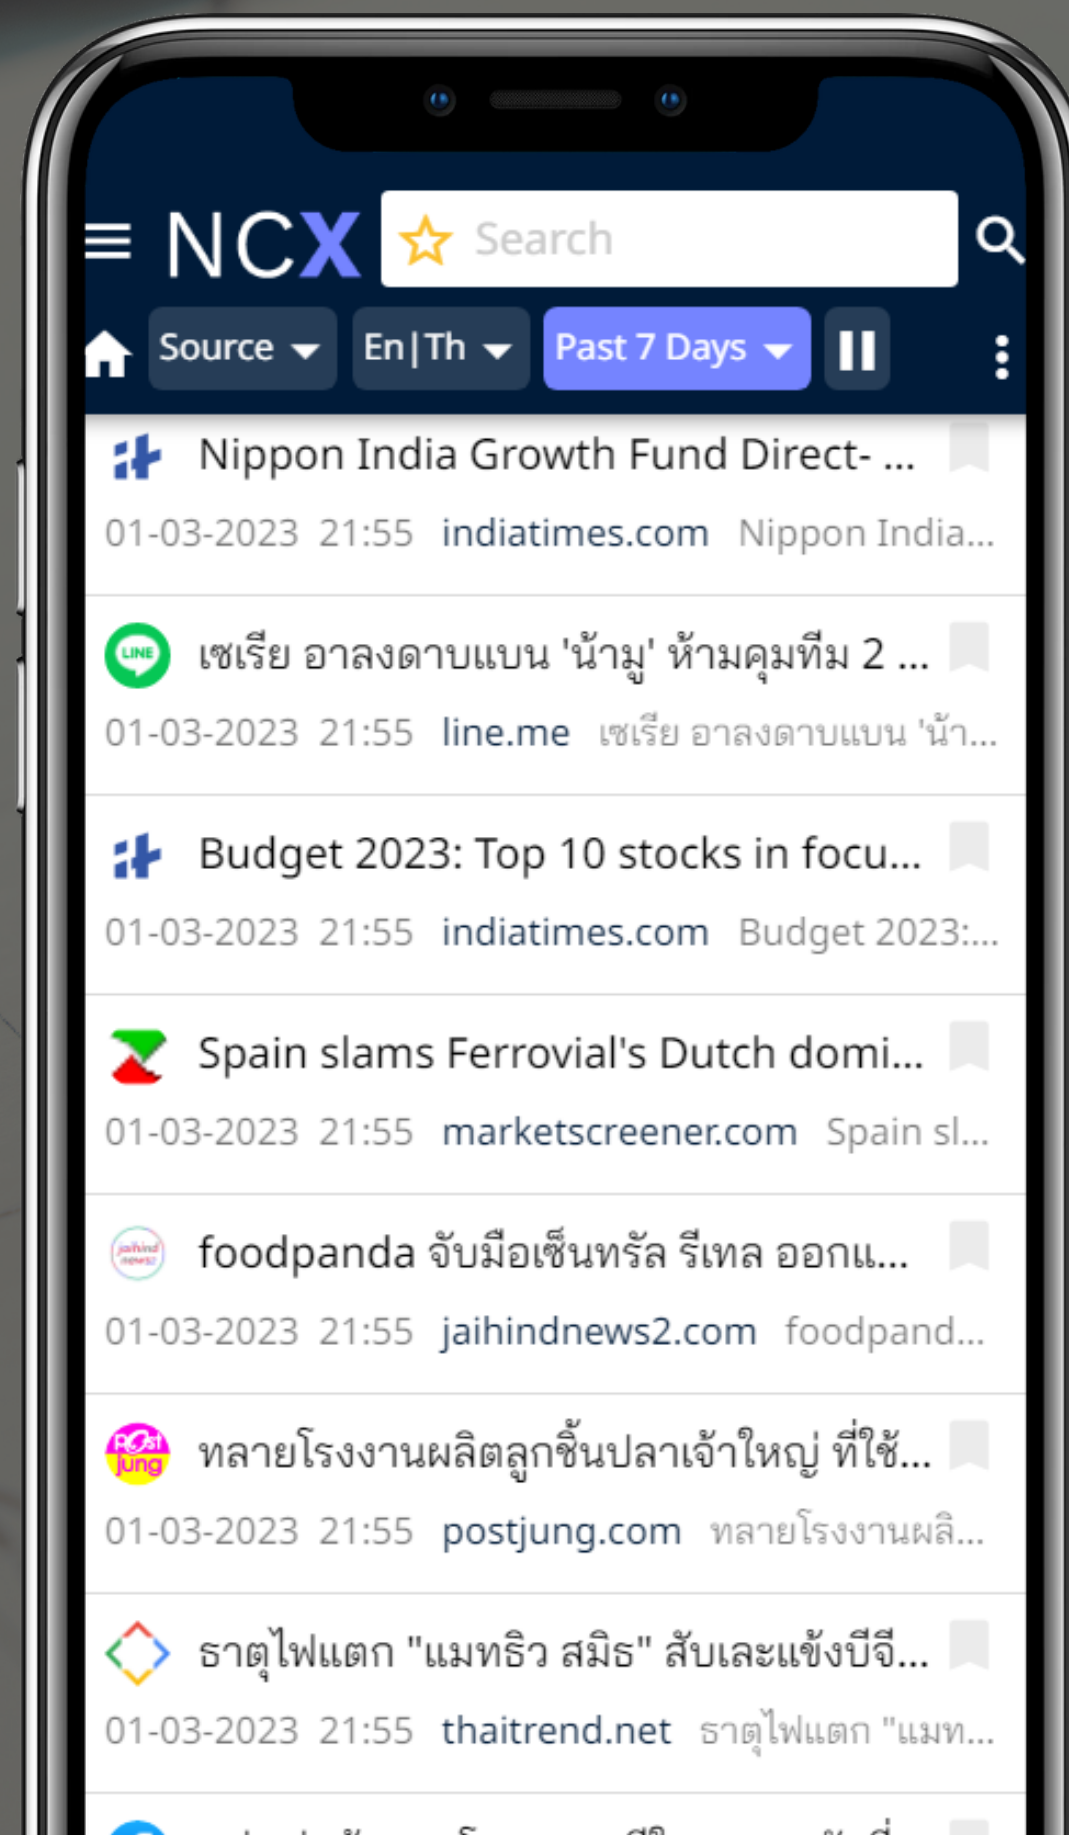 NCX
Search
Source En|Th Past 7 Days
Nippon India Growth Fund Direct- ...
01-03-2023 21:55 indiatimes.com Nippon India...
LINE
เซเรีย อาลงดาบแบน 'น้ามู' ห้ามคุมทีม 2 ...
01-03-2023 21:55 line.me เซเรีย อาลงดาบแบน 'น้า...
Budget 2023: Top 10 stocks in focu...
01-03-2023 21:55 indiatimes.com Budget 2023:...
Spain slams Ferrovial's Dutch domi...
01-03-2023 21:55 marketscreener.com Spain sl...
jaihind
news2
foodpanda จับมือเซ็นทรัล รีเทล ออกแ...
01-03-2023 21:55 jaihindnews2.com foodpand...
post
jung
ทลายโรงงานผลิตลูกชิ้นปลาเจ้าใหญ่ ที่ใช้...
01-03-2023 21:55 postjung.com ทลายโรงงานผลิ...
ธาตุไฟแตก "แมทธิว สมิธ" สับเละแข้งบีจี...
01-03-2023 21:55 thaitrend.net ธาตุไฟแตก "แมท...